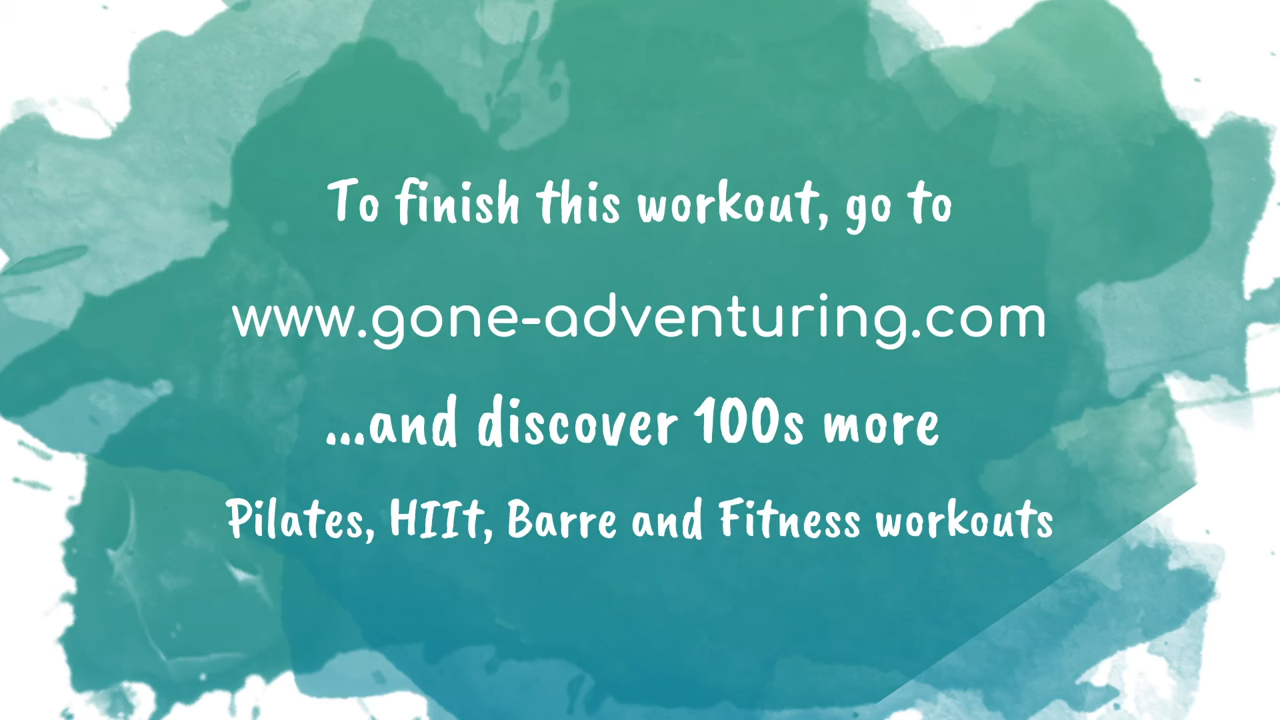 To finish this workout, go to
www.gone-adventuring.com
...and discover 100s more
Pilates, HIIt, Barre and Fitness workouts